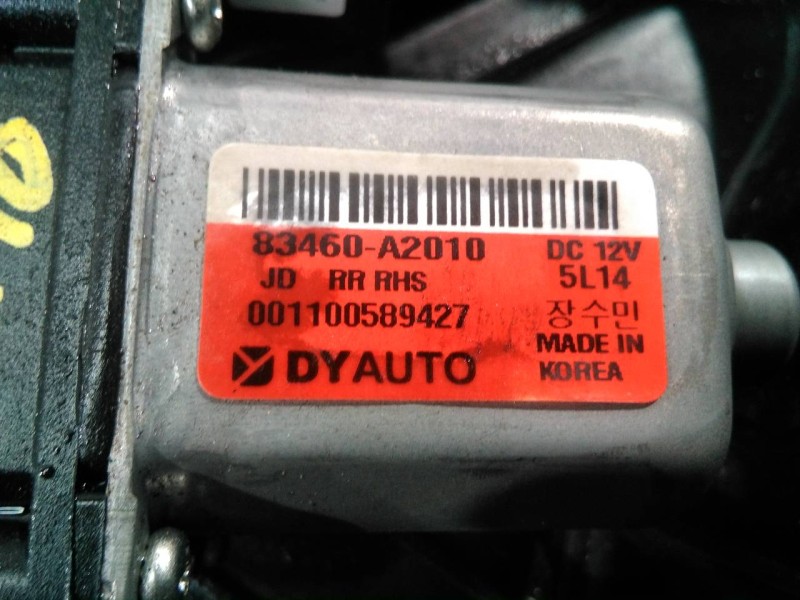 83460-A2010 DC 12V
JD RR RHS 5L14
001100589427 장수민
DYAUTO MADE IN
KOREA